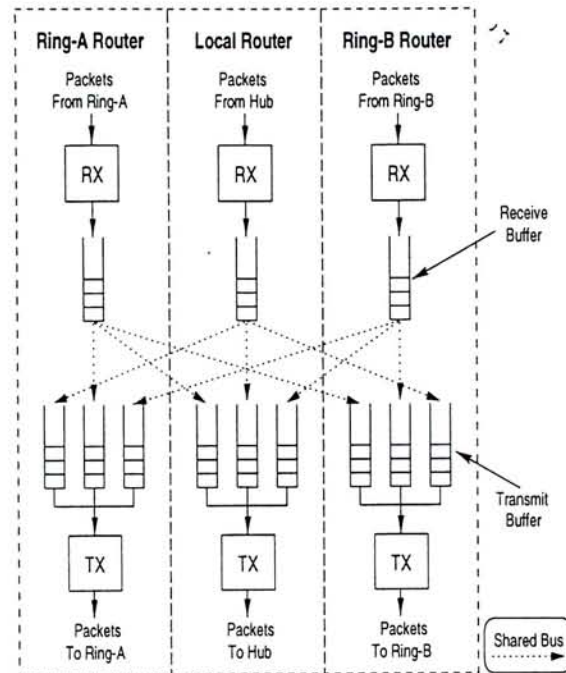 Ring-A Router
Local Router
Ring-B Router
Packets
From Ring-A
Packets
From Hub
Packets
From Ring-B
RX
RX
RX
Receive
Buffer
Transmit
Buffer
TX
TX
TX
Packets
To Ring-A
Packets
To Hub
Packets
To Ring-B
Shared Bus